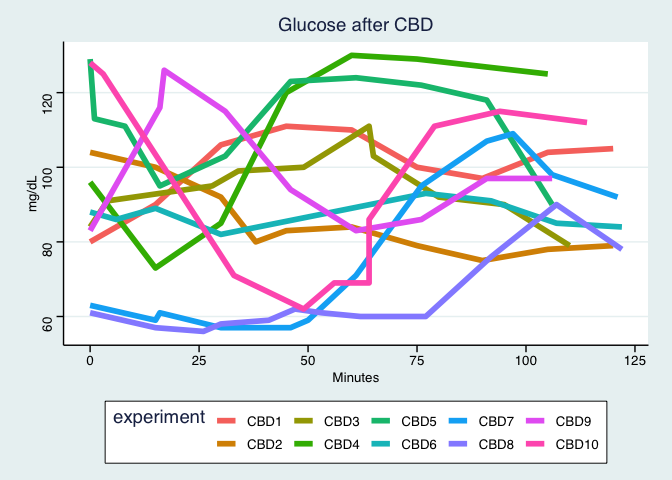 Glucose after CBD
mg/dL
120
100
80
60
0 25 50 75 100 125
Minutes
experiment
CBD1 CBD3 CBD5 CBD7 CBD9
CBD2 CBD4 CBD6 CBD8 CBD10